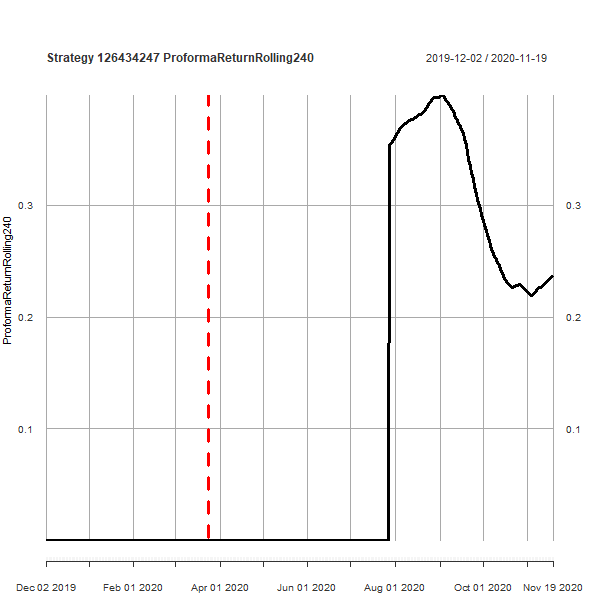 Strategy 126434247 ProformaReturnRolling240
2019-12-02 / 2020-11-19
ProformaReturnRolling240
0.3
0.3
0.2
0.2
0.1
0.1
Dec 02 2019
Feb 01 2020
Apr 01 2020
Jun 01 2020
Aug 01 2020
Oct 01 2020
Nov 19 2020